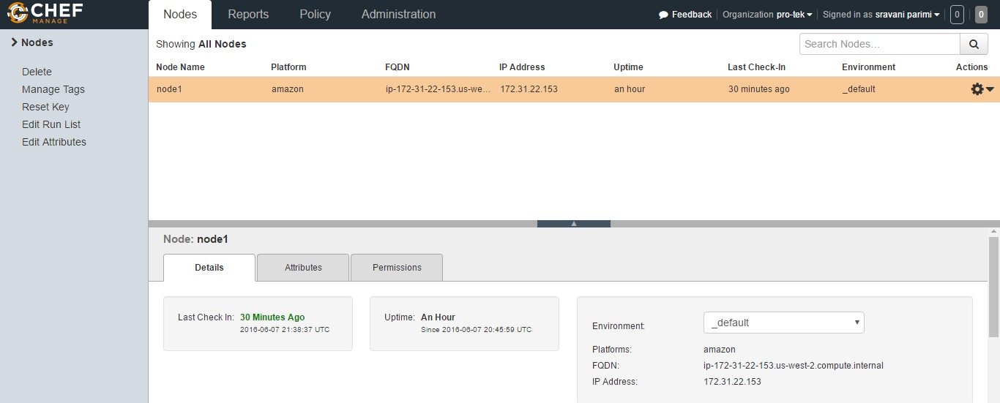 CHEF
MANAGE
Nodes Reports Policy Administration
Feedback Organization pro-tek Signed in as sravani parimi 0 0
Nodes
Delete
Manage Tags
Reset Key
Edit Run List
Edit Attributes
Showing All Nodes
Search Nodes...
Node Name Platform FQDN IP Address Uptime Last Check-In Environment Actions
node1 amazon ip-172-31-22-153.us-we... 172.31.22.153 an hour 30 minutes ago _default
Node: node1
Details Attributes Permissions
Last Check In: 30 Minutes Ago
2016-06-07 21:38:37 UTC
Uptime: An Hour
Since 2016-06-07 20:45:59 UTC
Environment: _default
Platforms: amazon
FQDN: ip-172-31-22-153.us-west-2.compute.internal
IP Address: 172.31.22.153